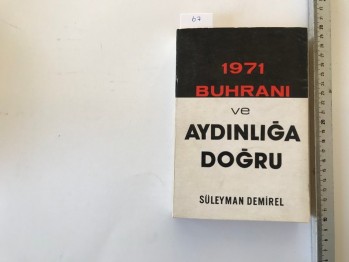 67
1971
BUHRANI
ve
AYDINLIĞA
DOĞRU
SÜLEYMAN DEMİREL